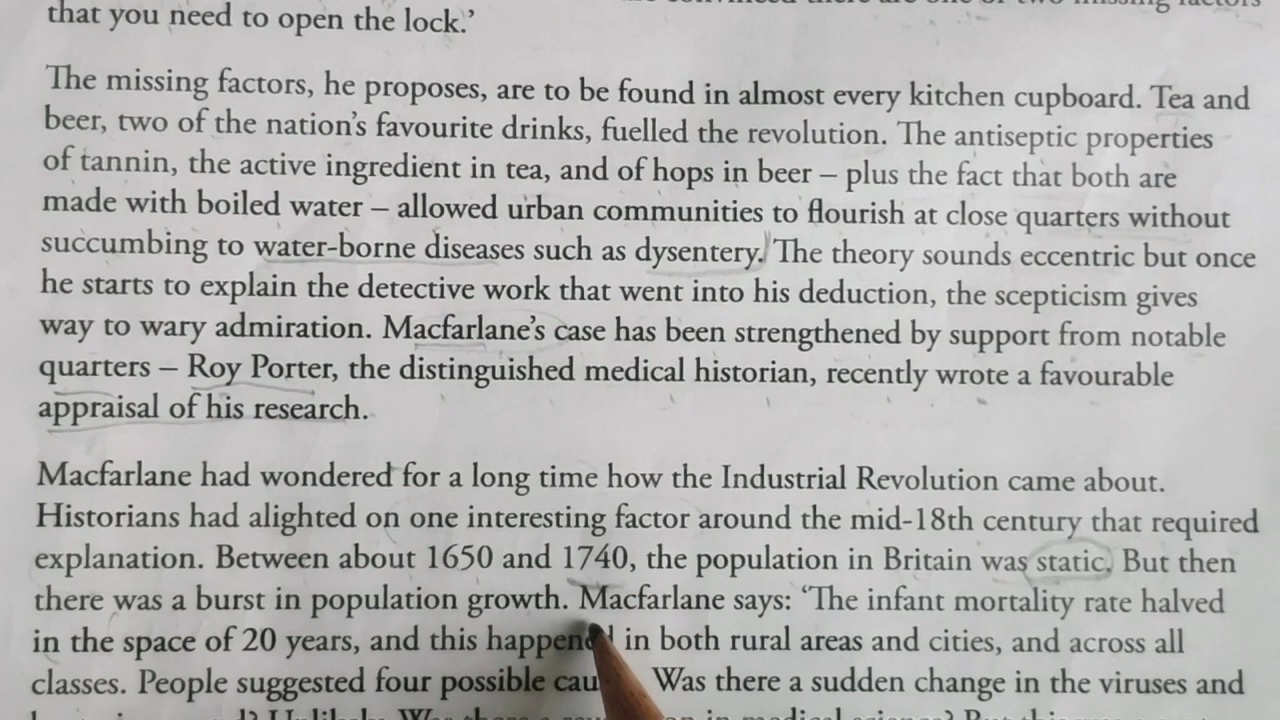 that you need to open the lock.’
The missing factors, he proposes, are to be found in almost every kitchen cupboard. Tea and
beer, two of the nation’s favourite drinks, fuelled the revolution. The antiseptic properties
of tannin, the active ingredient in tea, and of hops in beer – plus the fact that both are
made with boiled water – allowed urban communities to flourish at close quarters without
succumbing to water-borne diseases such as dysentery. The theory sounds eccentric but once
he starts to explain the detective work that went into his deduction, the scepticism gives
way to wary admiration. Macfarlane’s case has been strengthened by support from notable
quarters – Roy Porter, the distinguished medical historian, recently wrote a favourable
appraisal of his research.
Macfarlane had wondered for a long time how the Industrial Revolution came about.
Historians had alighted on one interesting factor around the mid-18th century that required
explanation. Between about 1650 and 1740, the population in Britain was static. But then
there was a burst in population growth. Macfarlane says: ‘The infant mortality rate halved
in the space of 20 years, and this happened in both rural areas and cities, and across all
classes. People suggested four possible Was there a sudden change in the viruses and